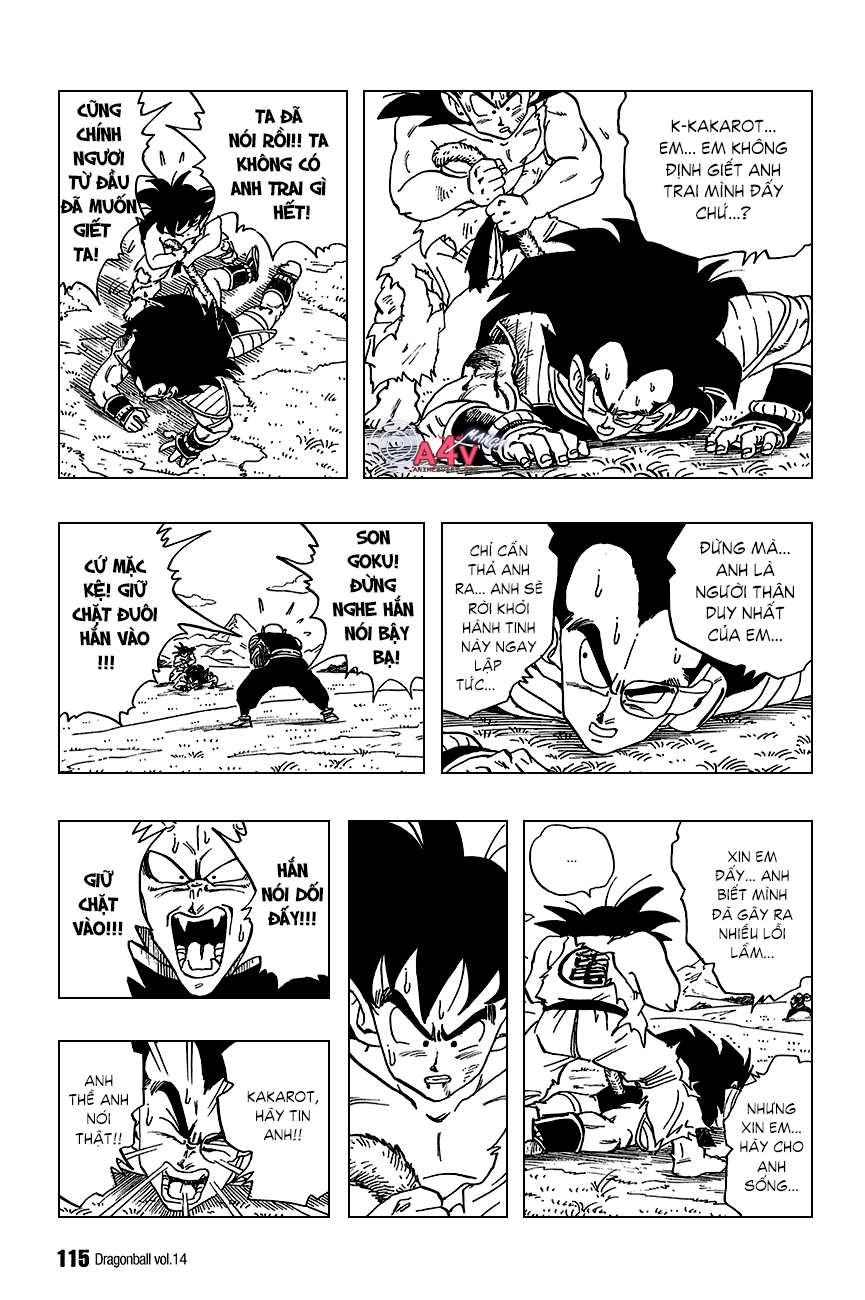 K-KAKAROT...
EM... EM KHÔNG
ĐỊNH GIẾT ANH
TRAI MÌNH ĐẤY
CHỨ...?
TA ĐÃ
NÓI RỒI!! TA
KHÔNG CÓ
ANH TRAI GÌ
HẾT!
CŨNG
CHÍNH
NGƯƠI
TỪ ĐẦU
ĐÃ MUỐN
GIẾT
TA!
A4V
MANGA
ĐỪNG MÀ...
ANH LÀ
NGƯỜI THÂN
DUY NHẤT
CỦA EM...
CHỈ CẦN
THẢ ANH
RA... ANH SẼ
RỜI KHỎI
HÀNH TINH
NÀY NGAY
LẬP
TỨC...
SON
GOKU!
ĐỪNG
NGHE HẮN
NÓI BẬY
BẠ!
CỨ MẶC
KỆ! GIỮ
CHẶT ĐUÔI
HẮN VÀO
!!!
XIN EM
ĐẤY... ANH
BIẾT MÌNH
ĐÃ GÂY RA
NHIỀU LỖI
LẦM...
...
NHƯNG
XIN EM...
HÃY CHO
ANH
SỐNG...
HẮN
NÓI DỐI
ĐẤY!!!
GIỮ
CHẶT
VÀO!!!
KAKAROT,
HÃY TIN
ANH!!
ANH
THỀ ANH
NÓI
THẬT!!
115 Dragonball vol.14